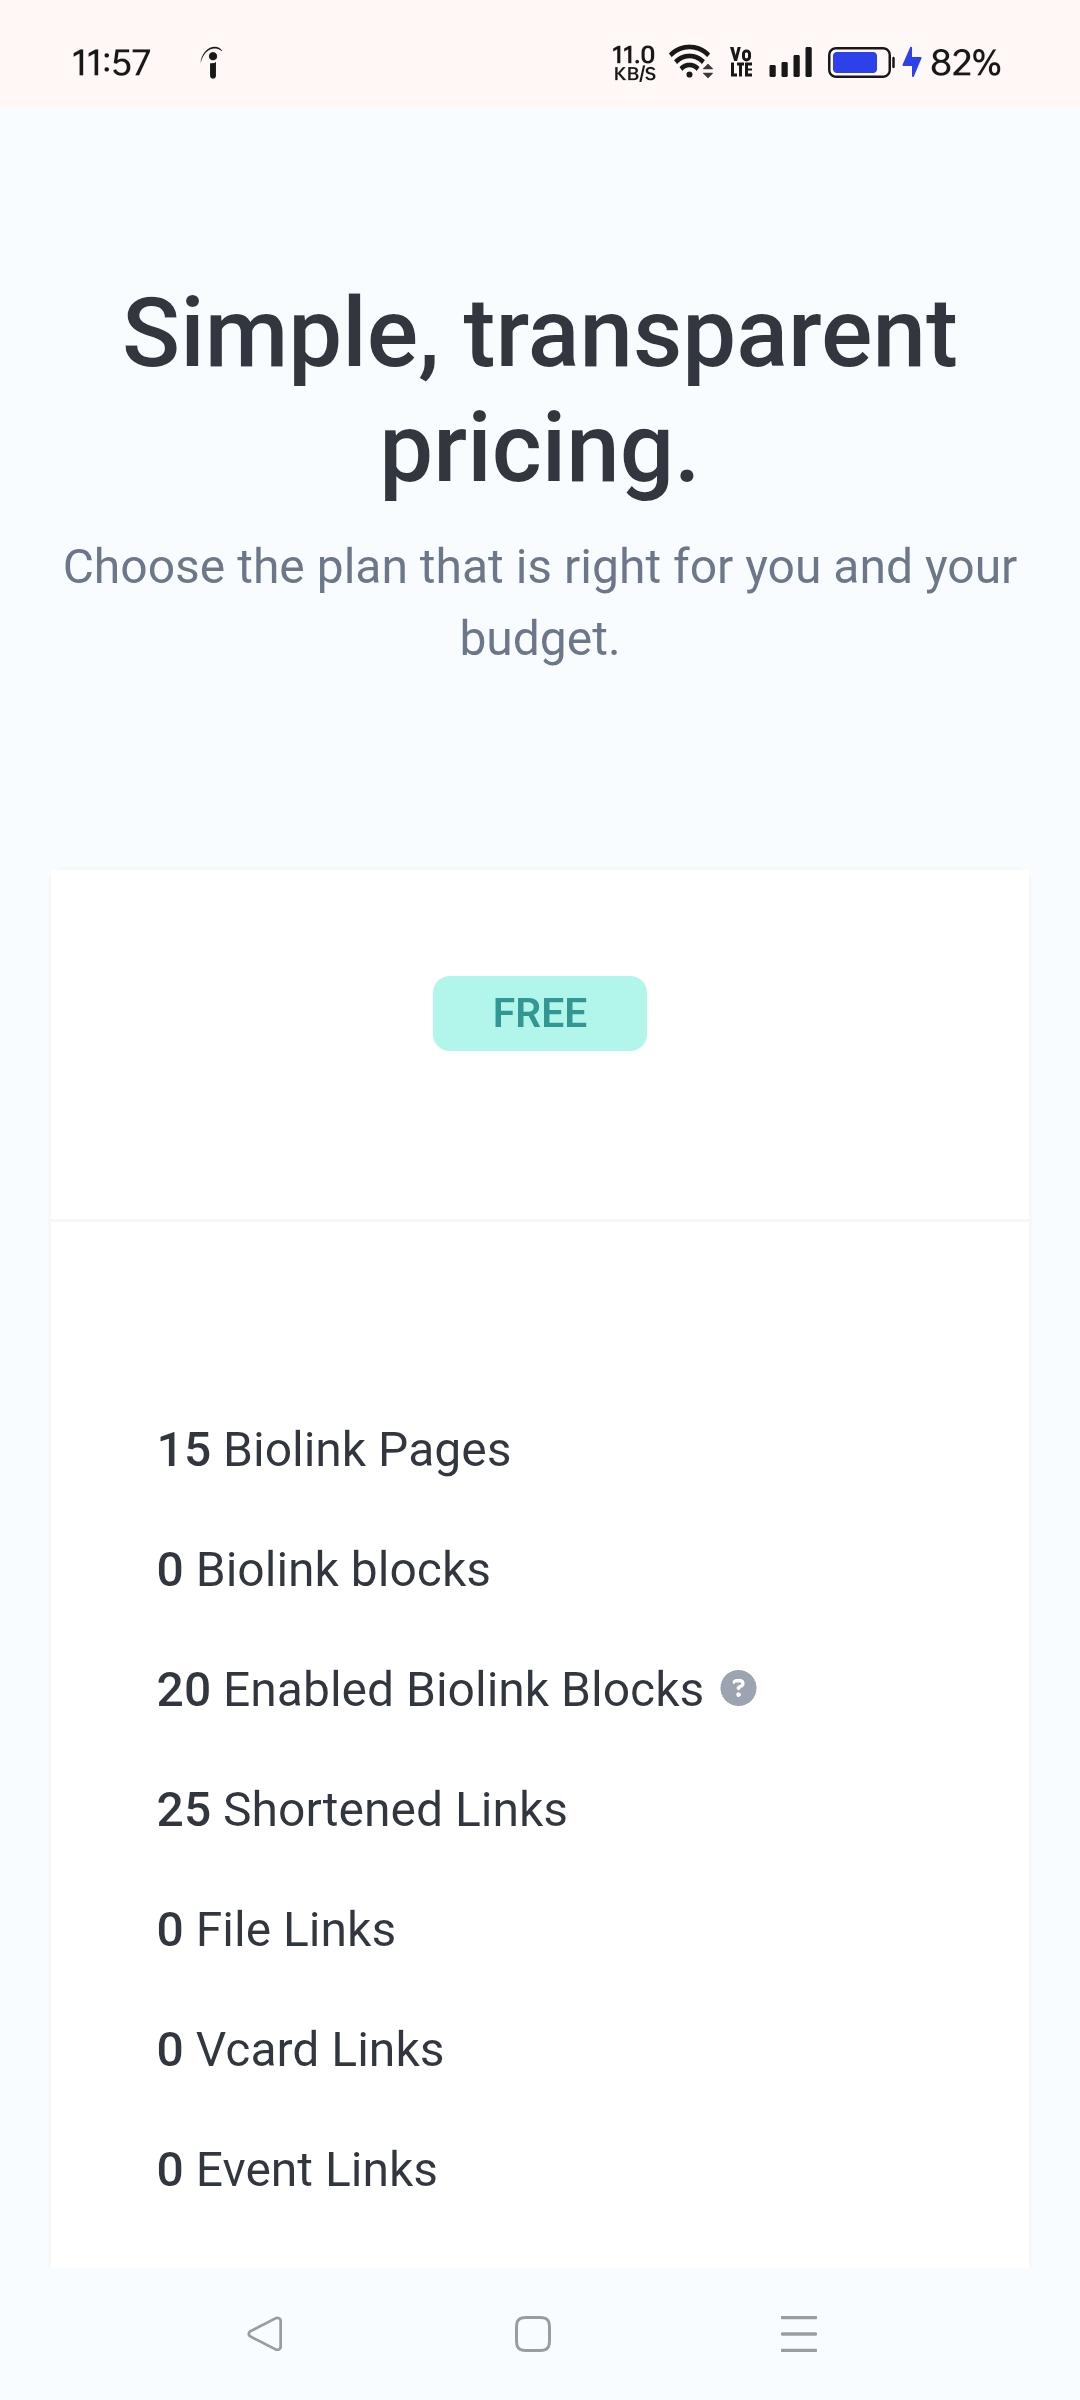 11:57
11.0
KB/S
Vo
LTE
82%
Simple, transparent
pricing.
Choose the plan that is right for you and your
budget.
FREE
15 Biolink Pages
0 Biolink blocks
20 Enabled Biolink Blocks ?
25 Shortened Links
0 File Links
0 Vcard Links
0 Event Links